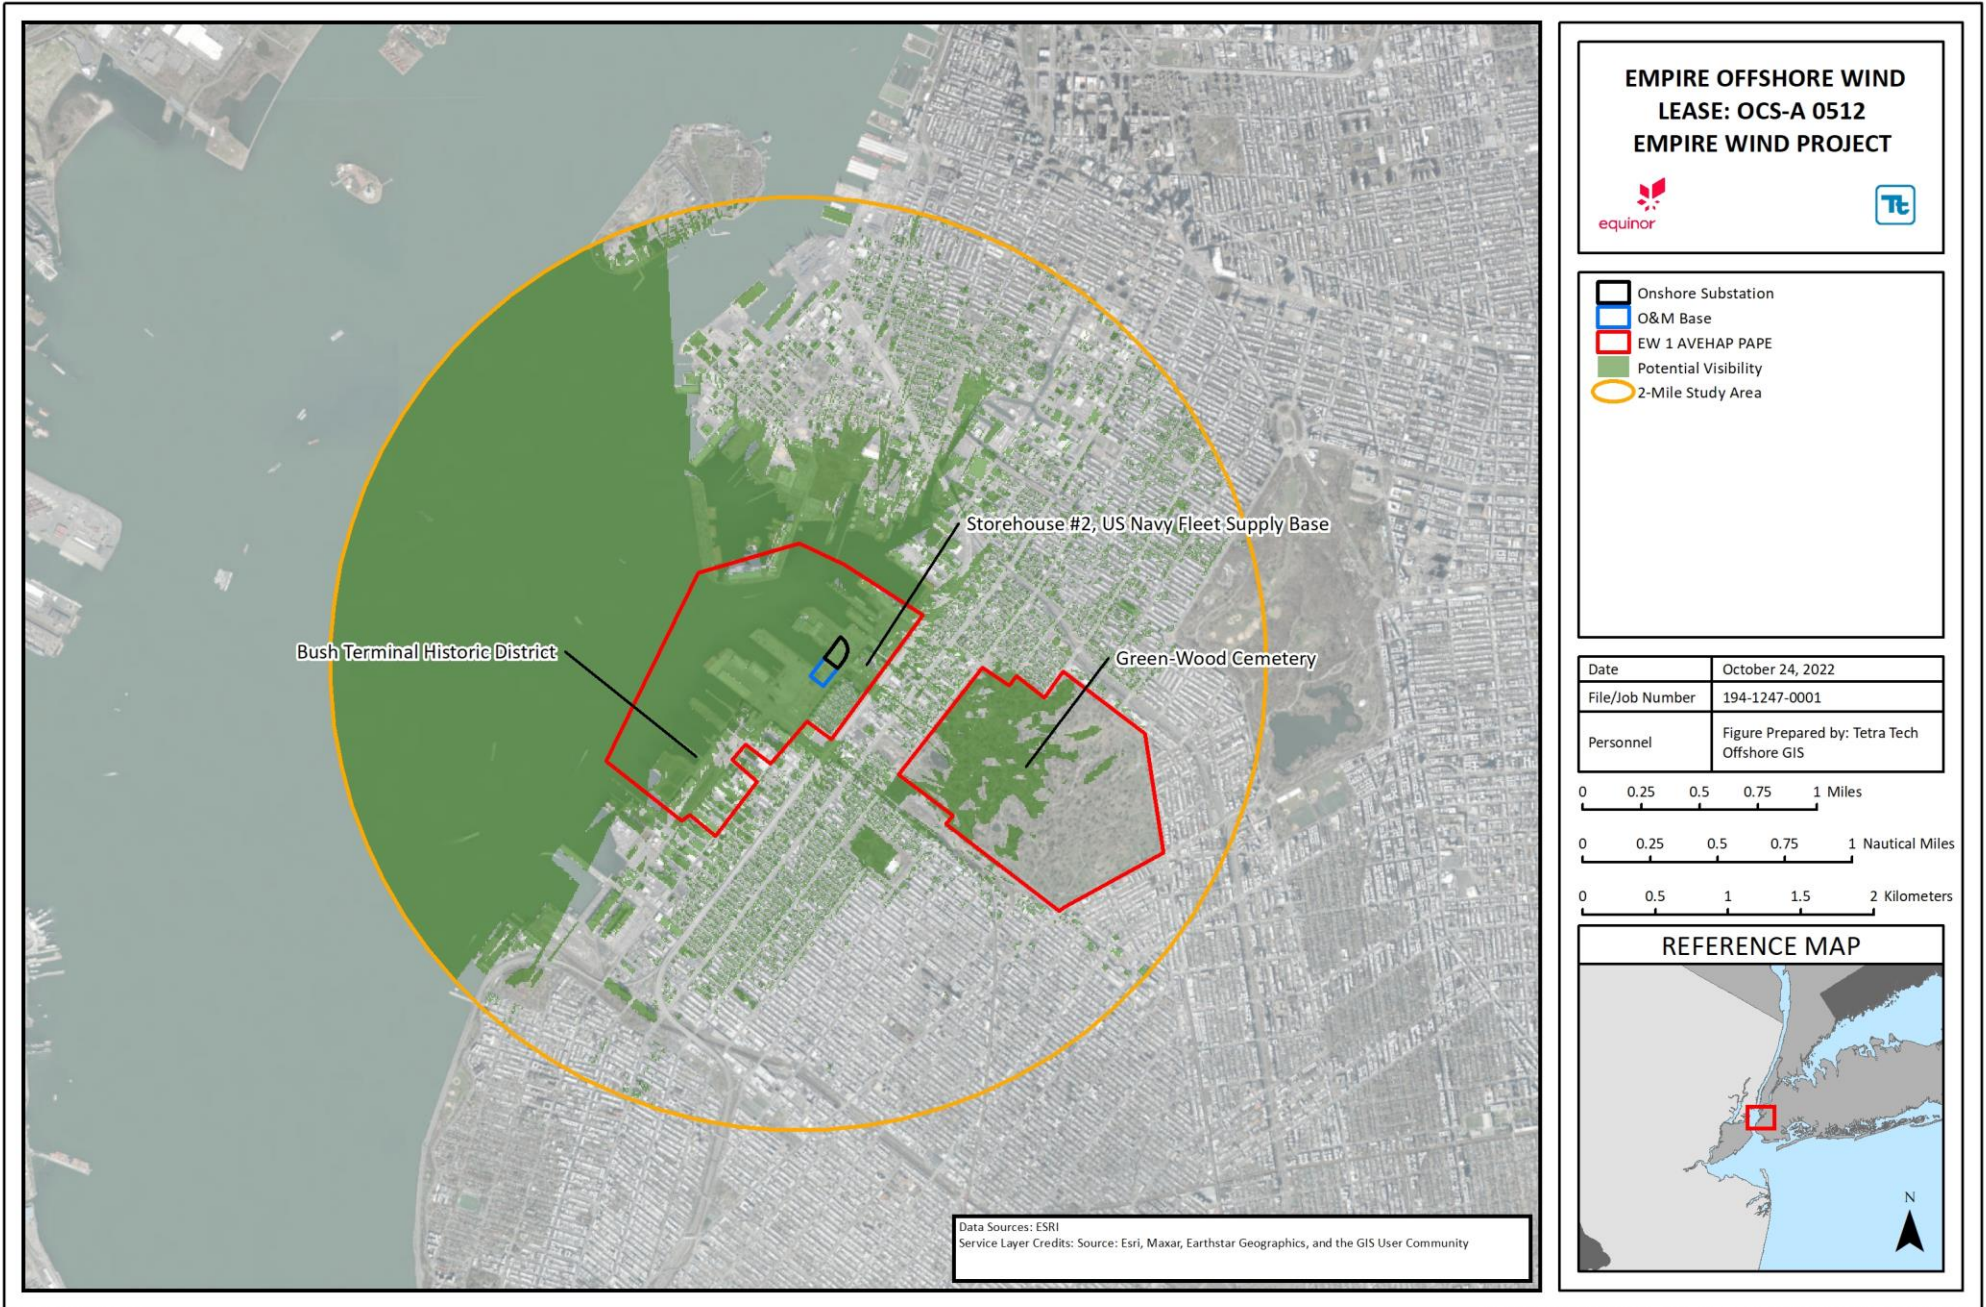 EMPIRE OFFSHORE WIND
LEASE: OCS-A 0512
EMPIRE WIND PROJECT
equinor
Tt
Onshore Substation
O&M Base
EW 1 AVEHAP PAPE
Potential Visibility
2-Mile Study Area
Storehouse #2, US Navy Fleet Supply Base
Bush Terminal Historic District
Green-Wood Cemetery
Date October 24, 2022
File/Job Number 194-1247-0001
Personnel Figure Prepared by: Tetra Tech
Offshore GIS
0 0.25 0.5 0.75 1 Miles
0 0.25 0.5 0.75 1 Nautical Miles
0 0.5 1 1.5 2 Kilometers
REFERENCE MAP
N
Data Sources: ESRI
Service Layer Credits: Source: Esri, Maxar, Earthstar Geographics, and the GIS User Community